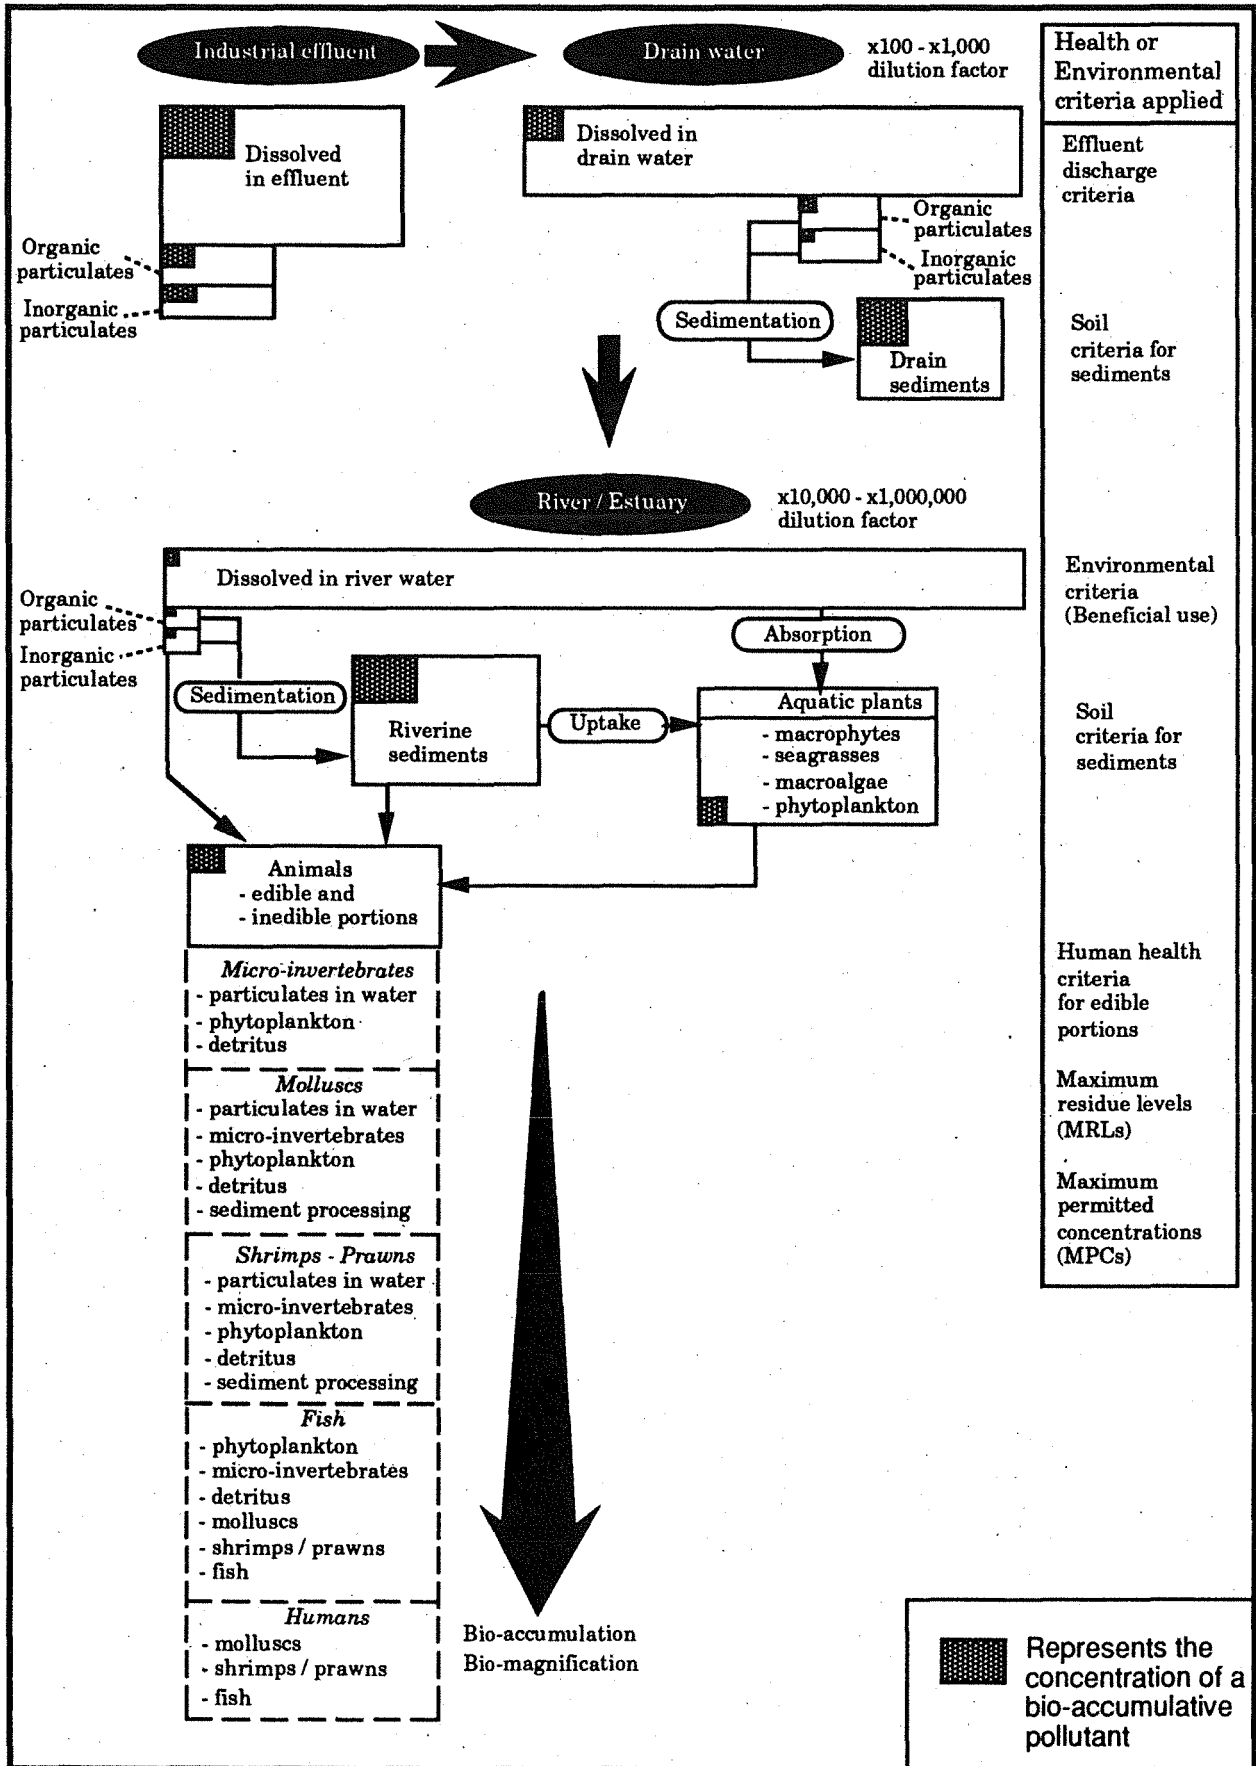 Industrial effluent
Drain water
x100 - x1,000
dilution factor
Health or
Environmental
criteria applied
Dissolved
in effluent
Organic
particulates
Inorganic
particulates
Dissolved in
drain water
Organic
particulates
Inorganic
particulates
Sedimentation
Drain
sediments
Effluent
discharge
criteria
Soil
criteria for
sediments
River / Estuary
x10,000 - x1,000,000
dilution factor
Dissolved in river water
Organic
particulates
Inorganic
particulates
Sedimentation
Riverine
sediments
Uptake
Absorption
Aquatic plants
- macrophytes
- seagrasses
- macroalgae
- phytoplankton
Environmental
criteria
(Beneficial use)
Soil
criteria for
sediments
Animals
- edible and
- inedible portions
Micro-invertebrates
- particulates in water
- phytoplankton
- detritus
Molluscs
- particulates in water
- micro-invertebrates
- phytoplankton
- detritus
- sediment processing
Shrimps - Prawns
- particulates in water
- micro-invertebrates
- phytoplankton
- detritus
- sediment processing
Fish
- phytoplankton
- micro-invertebrates
- detritus
- molluscs
- shrimps / prawns
- fish
Humans
- molluscs
- shrimps / prawns
- fish
Bio-accumulation
Bio-magnification
Human health
criteria
for edible
portions
Maximum
residue levels
(MRLs)
Maximum
permitted
concentrations
(MPCs)
Represents the
concentration of a
bio-accumulative
pollutant